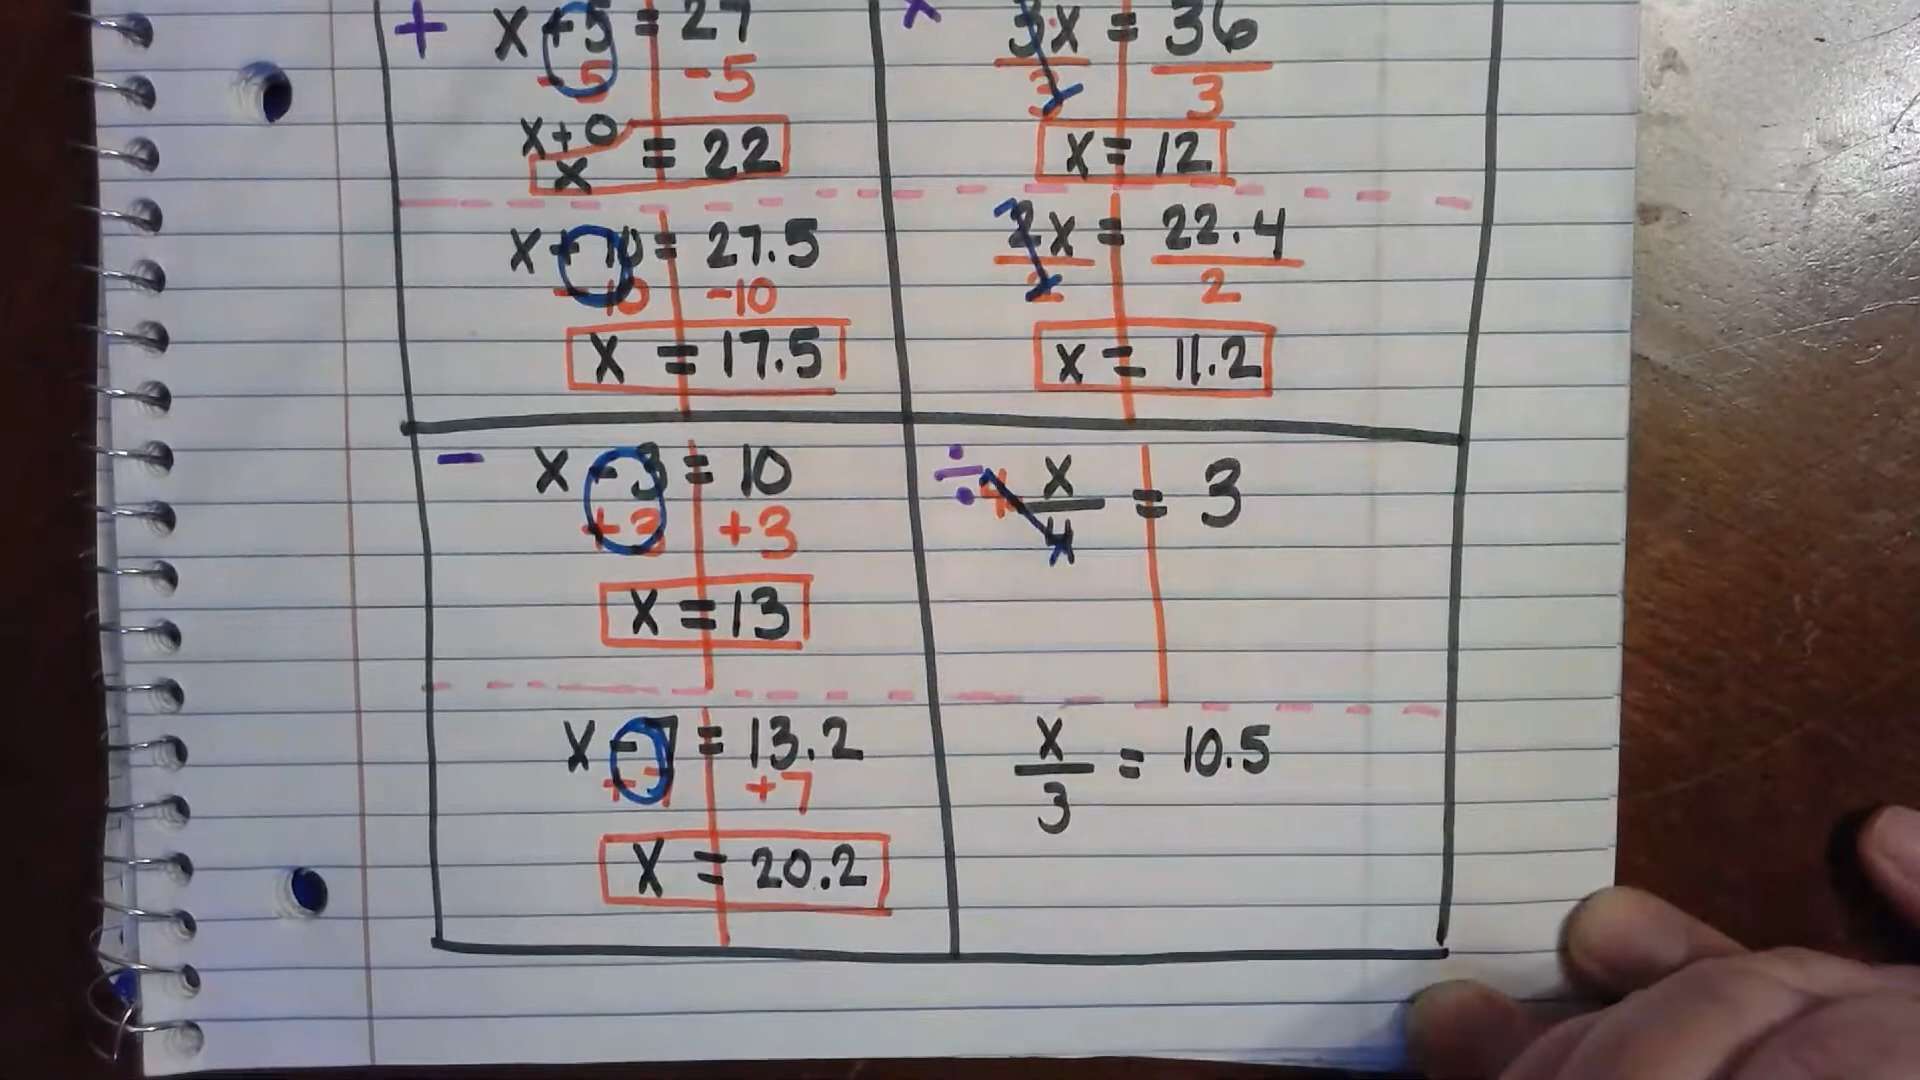 + x + 5 = 27
- 5 - 5
x + 0
x = 22
x + 10 = 27.5
- 10 - 10
x = 17.5
x 3x = 36
3 3
x = 12
2x = 22.4
2 2
x = 11.2
- x - 3 = 10
+ 3 + 3
x = 13
x - 7 = 13.2
+ 7 + 7
x = 20.2
÷ 4 x = 3
4
x = 10.5
3